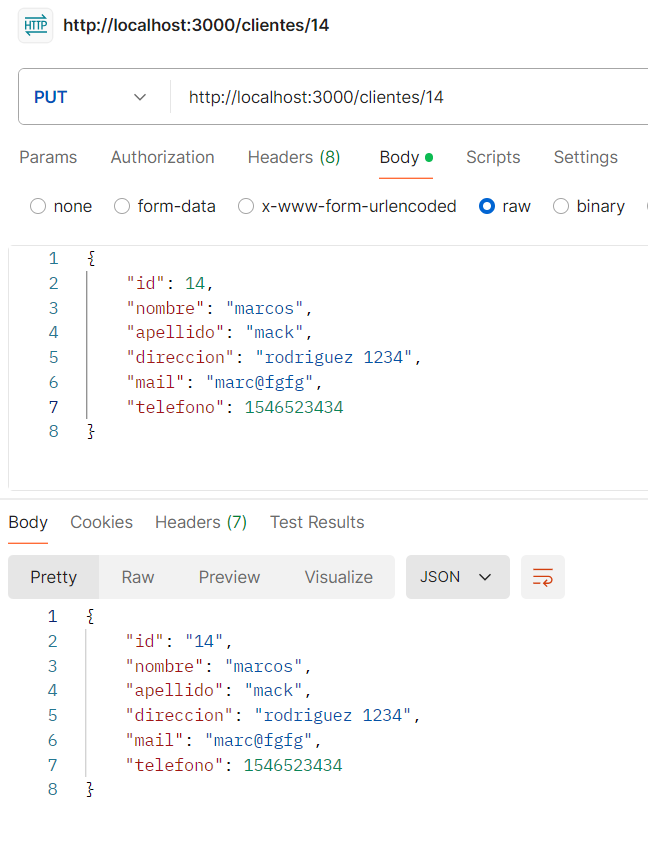 HTTP http://localhost:3000/clientes/14
PUT http://localhost:3000/clientes/14
Params Authorization Headers (8) Body Scripts Settings
none form-data x-www-form-urlencoded raw binary
1 {
2 "id": 14,
3 "nombre": "marcos",
4 "apellido": "mack",
5 "direccion": "rodriguez 1234",
6 "mail": "marc@fgfg",
7 "telefono": 1546523434
8 }
Body Cookies Headers (7) Test Results
Pretty Raw Preview Visualize JSON
1 {
2 "id": "14",
3 "nombre": "marcos",
4 "apellido": "mack",
5 "direccion": "rodriguez 1234",
6 "mail": "marc@fgfg",
7 "telefono": 1546523434
8 }